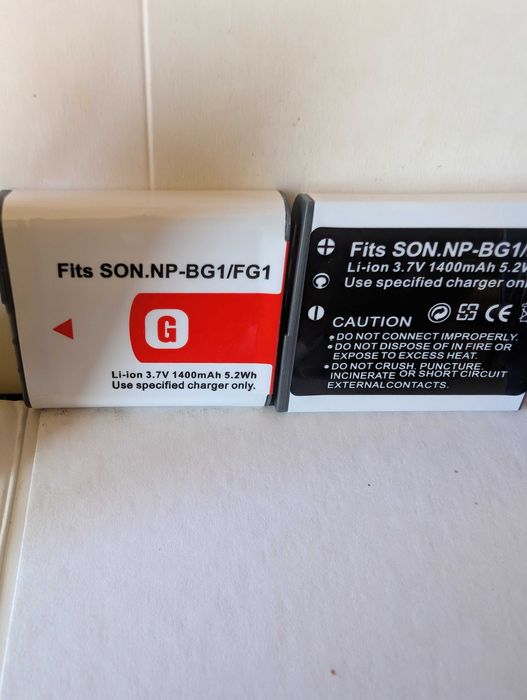 Fits SON.NP-BG1/FG1
G
Li-ion 3.7V 1400mAh 5.2Wh
Use specified charger only.
Fits SON.NP-BG1/
Li-ion 3.7V 1400mAh 5.2W
Use specified charger onl
CE
CAUTION
•DO NOT CONNECT IMPROPERLY.
•DO NOT DISPOSE OF IN FIRE OR
EXPOSE TO EXCESS HEAT.
•DO NOT CRUSH. PUNCTURE.
INCINERATE OR SHORT CIRCUIT
EXTERNALCONTACTS.